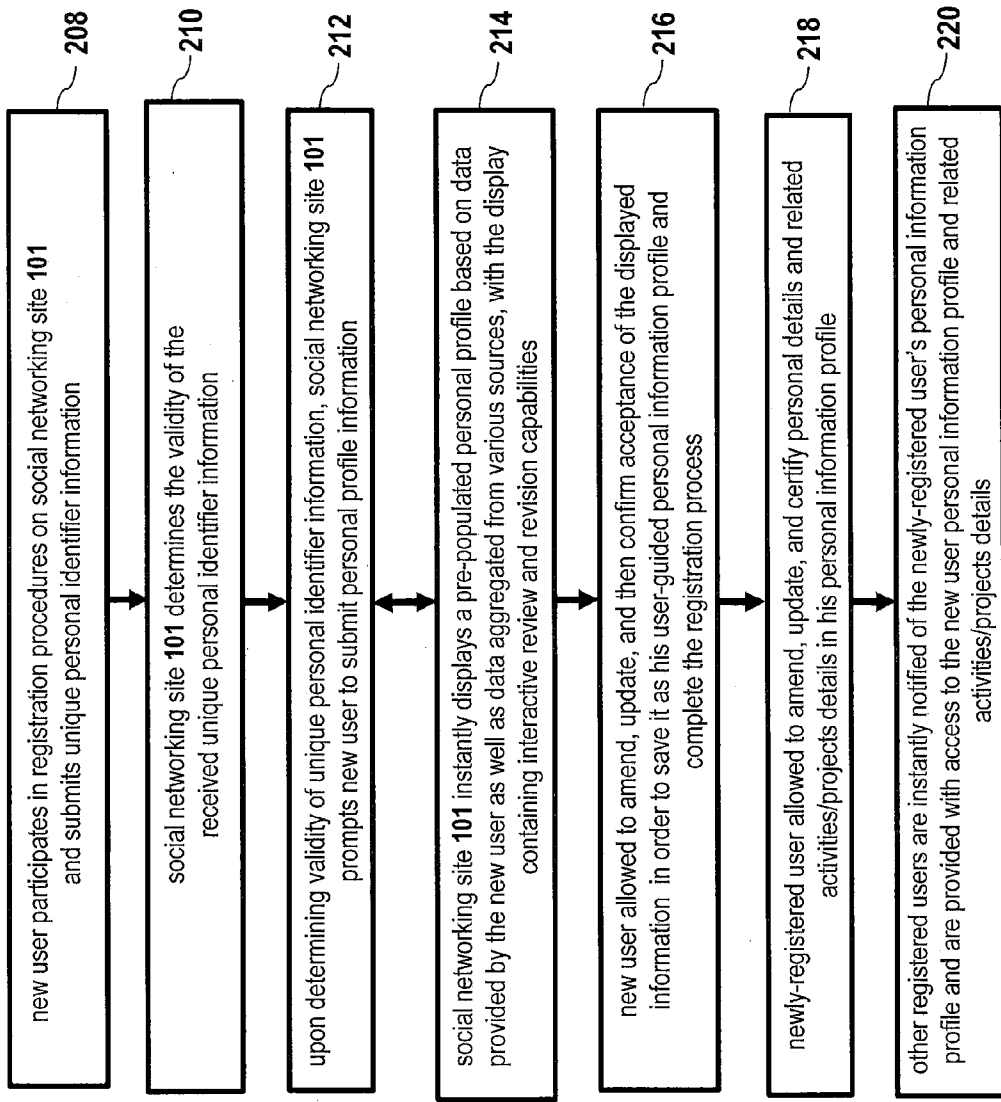 new user participates in registration procedures on social networking site 101
and submits unique personal identifier information
208
social networking site 101 determines the validity of the
received unique personal identifier information
210
upon determining validity of unique personal identifier information, social networking site 101
prompts new user to submit personal profile information
212
social networking site 101 instantly displays a pre-populated personal profile based on data
provided by the new user as well as data aggregated from various sources, with the display
containing interactive review and revision capabilities
214
new user allowed to amend, update, and then confirm acceptance of the displayed
information in order to save it as his user-guided personal information profile and
complete the registration process
216
newly-registered user allowed to amend, update, and certify personal details and related
activities/projects details in his personal information profile
218
other registered users are instantly notified of the newly-registered user's personal information
profile and are provided with access to the new user personal information profile and related
activities/projects details
220